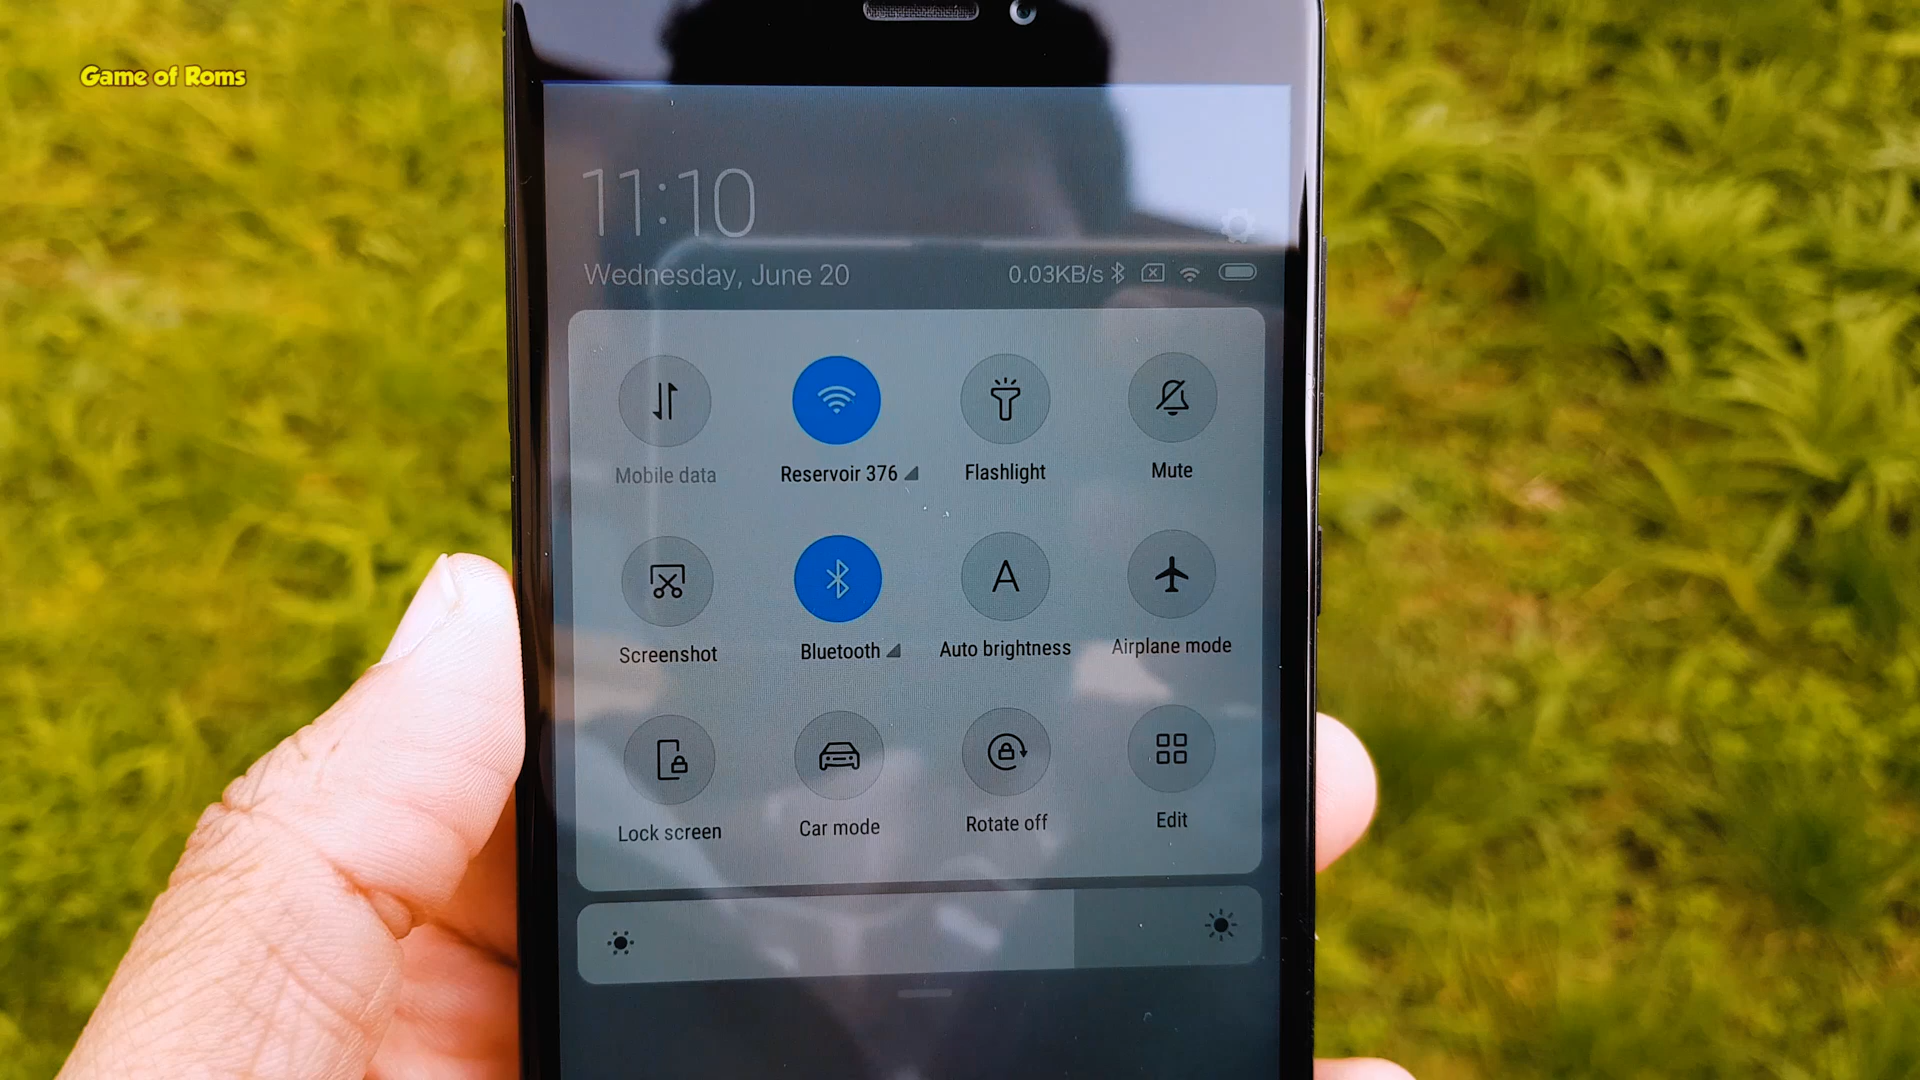 Game of Roms
11:10
Wednesday, June 20
0.03KB/s
Mobile data
Reservoir 376
Flashlight
Mute
Screenshot
Bluetooth
A
Auto brightness
Airplane mode
Lock screen
Car mode
Rotate off
Edit